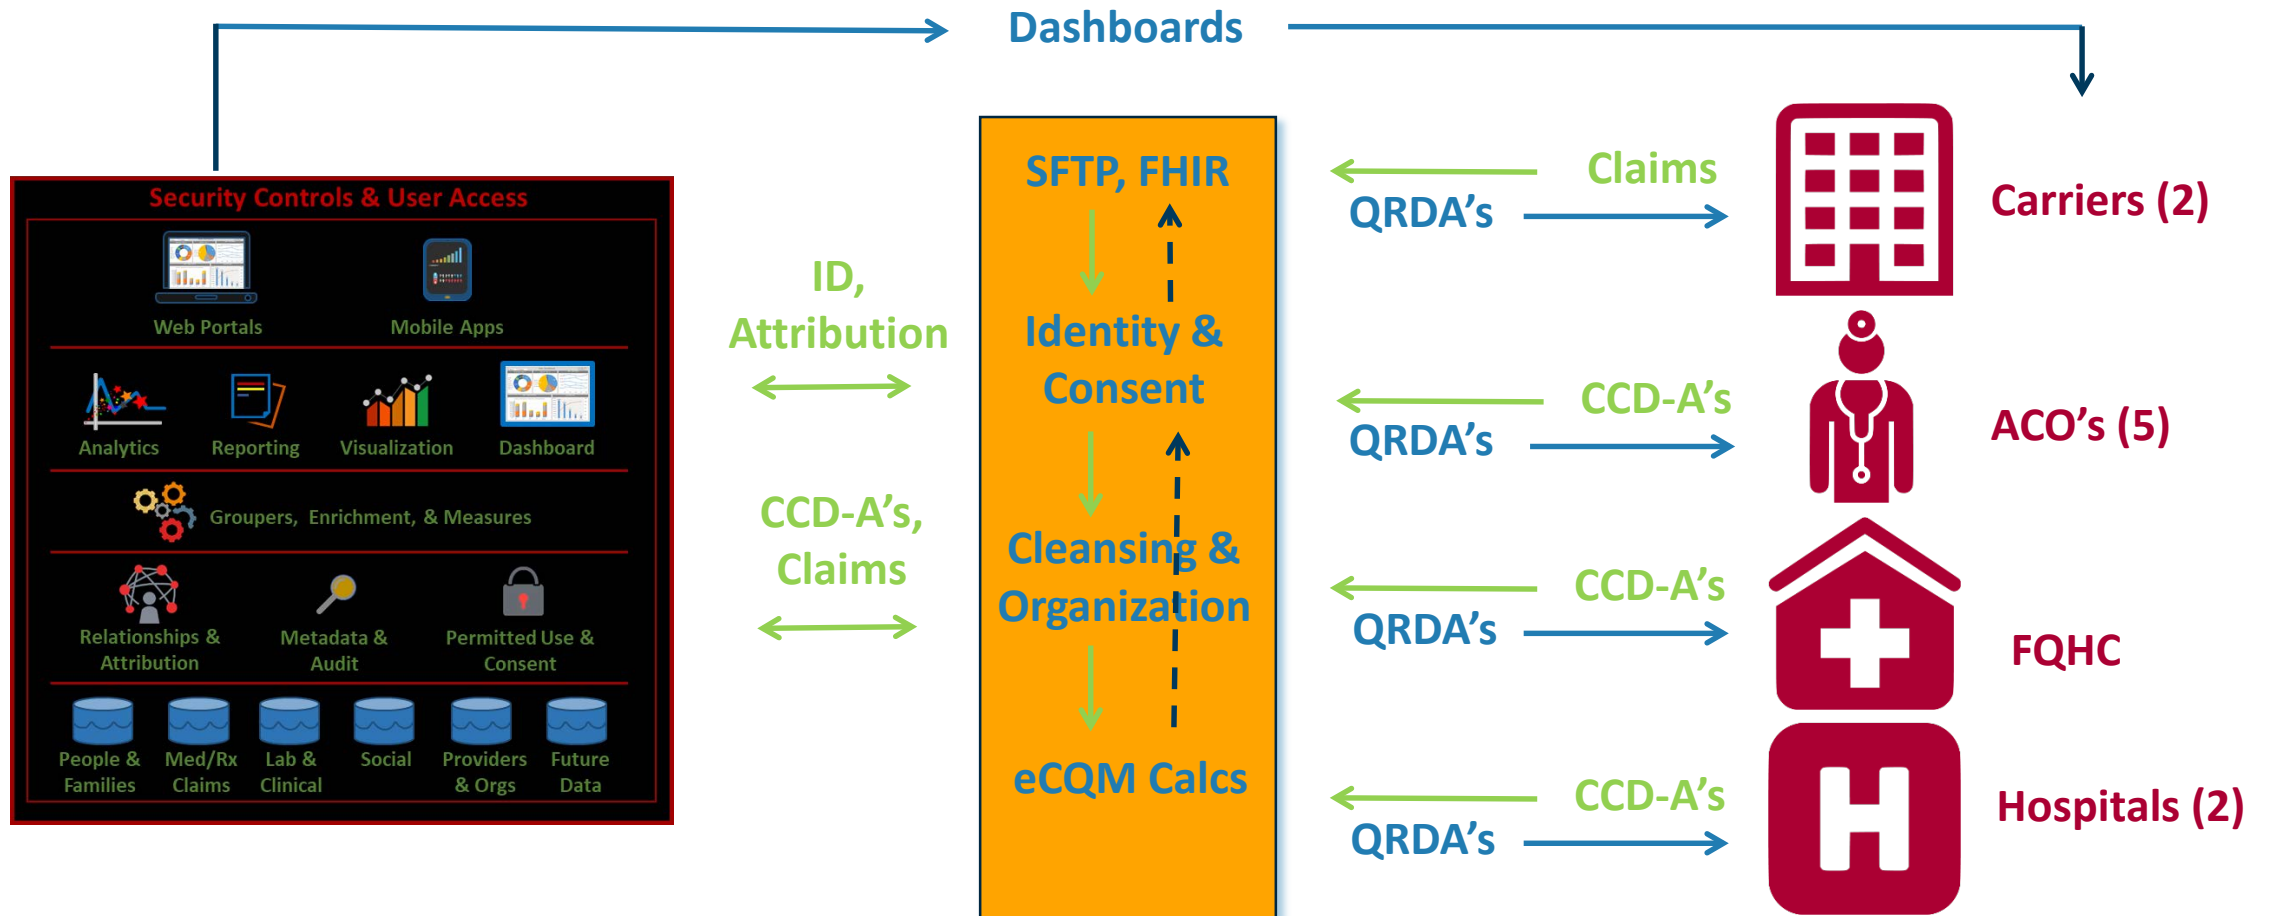 Dashboards
Security Controls & User Access
Web Portals
Mobile Apps
Analytics
Reporting
Visualization
Dashboard
Groupers, Enrichment, & Measures
Relationships &
Attribution
Metadata &
Audit
Permitted Use &
Consent
People &
Families
Med/Rx
Claims
Lab &
Clinical
Social
Providers
& Orgs
Future
Data
ID,
Attribution
CCD-A’s,
Claims
SFTP, FHIR
Identity &
Consent
Cleansing &
Organization
eCQM Calcs
Claims
QRDA’s
Carriers (2)
CCD-A’s
QRDA’s
ACO’s (5)
CCD-A’s
QRDA’s
FQHC
CCD-A’s
QRDA’s
H
Hospitals (2)